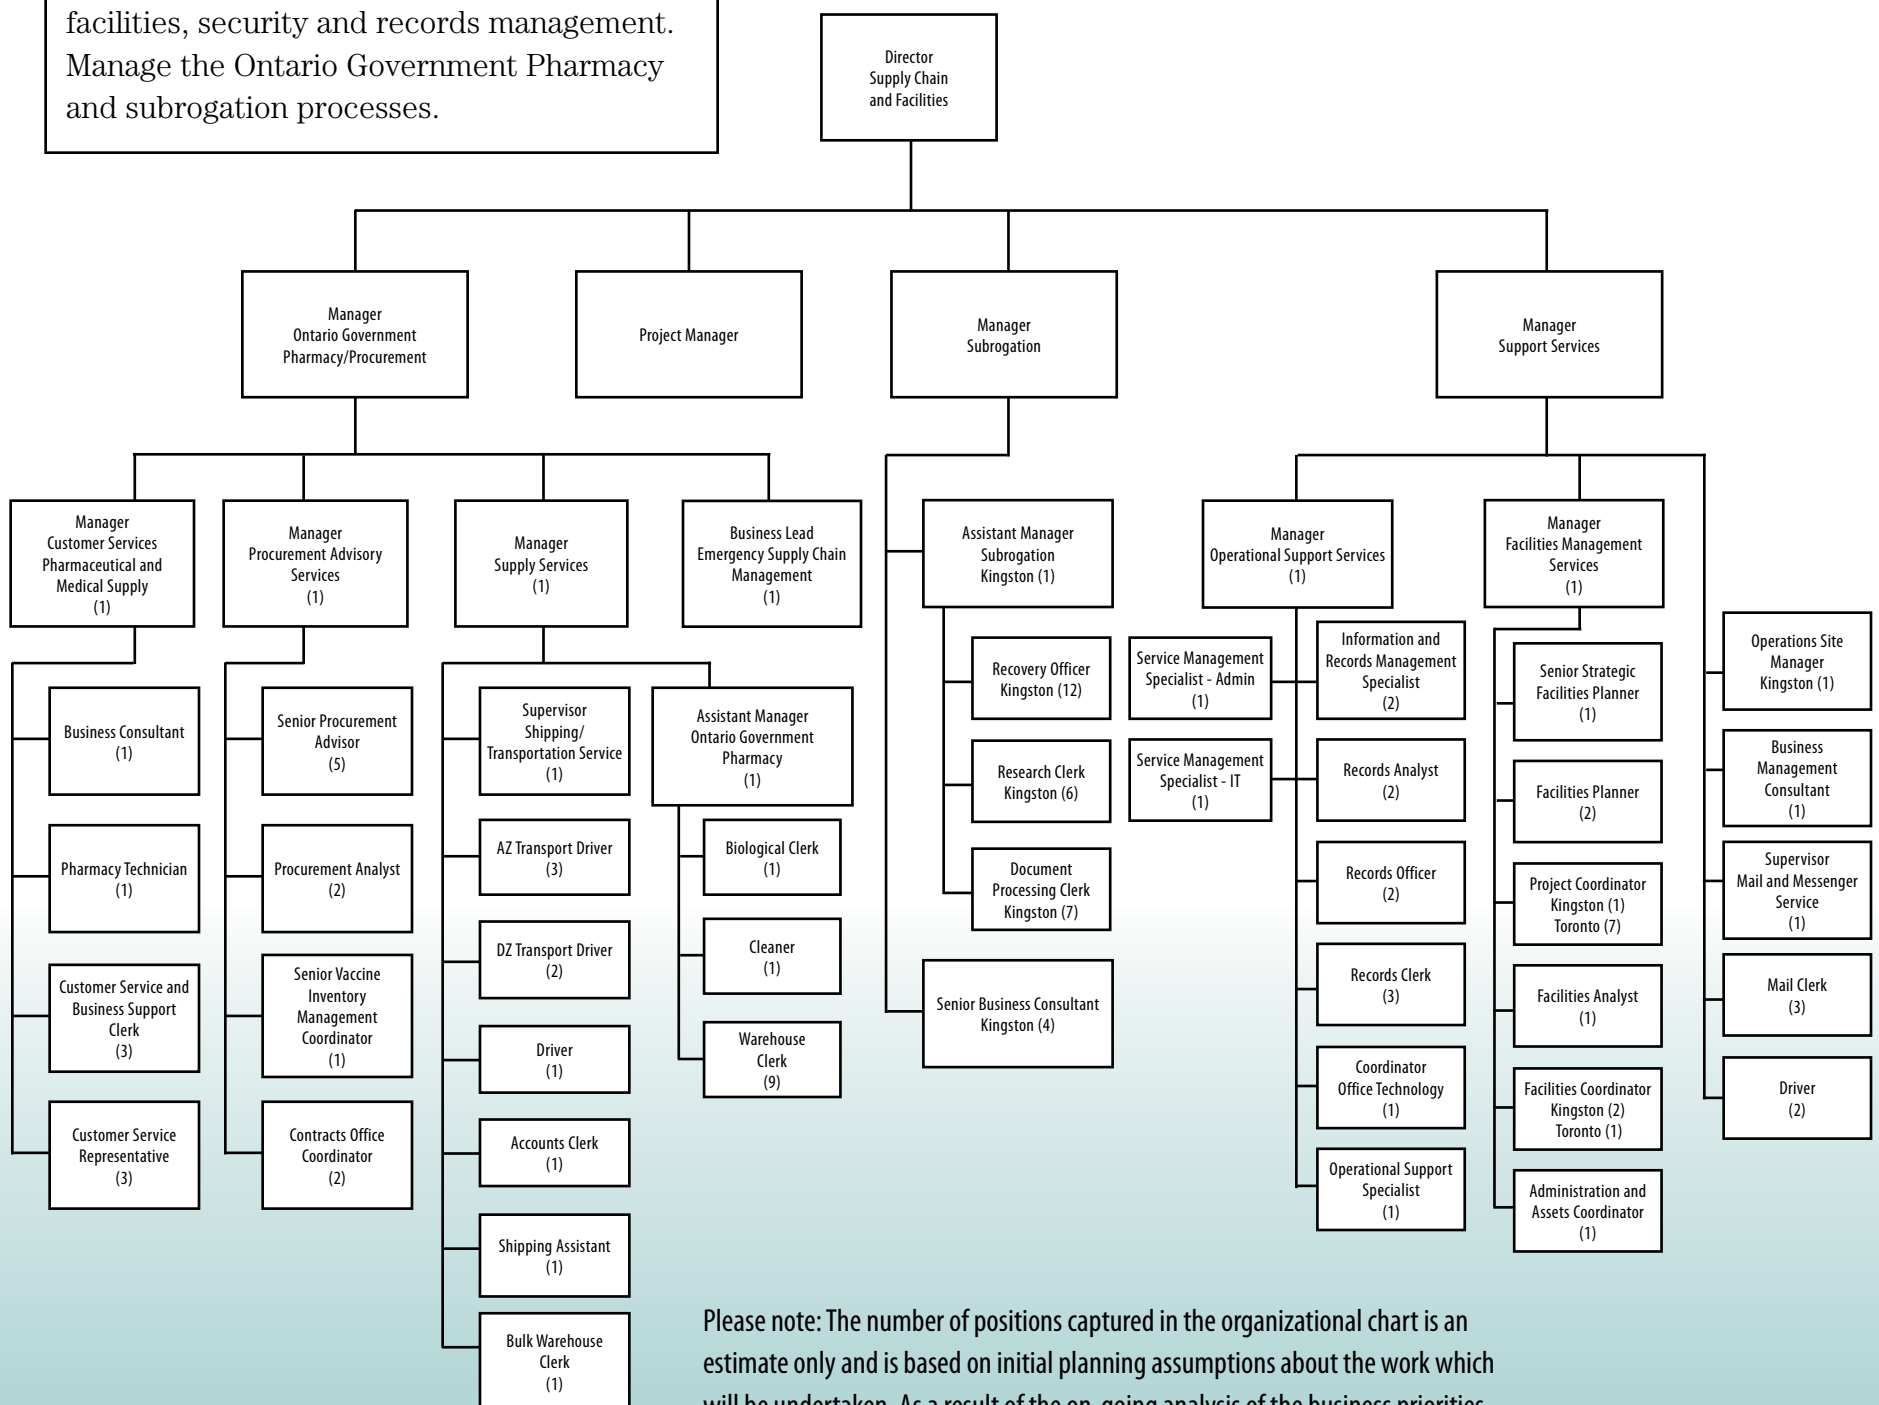 facilities, security and records management.
Manage the Ontario Government Pharmacy
and subrogation processes.
Director
Supply Chain
and Facilities
Manager
Ontario Government
Pharmacy/Procurement
Project Manager
Manager
Subrogation
Manager
Support Services
Manager
Customer Services
Pharmaceutical and
Medical Supply
(1)
Business Consultant
(1)
Pharmacy Technician
(1)
Customer Service and
Business Support
Clerk
(3)
Customer Service
Representative
(3)
Manager
Procurement Advisory
Services
(1)
Senior Procurement
Advisor
(5)
Procurement Analyst
(2)
Senior Vaccine
Inventory
Management
Coordinator
(1)
Contracts Office
Coordinator
(2)
Manager
Supply Services
(1)
Supervisor
Shipping/
Transportation Service
(1)
AZ Transport Driver
(3)
DZ Transport Driver
(2)
Driver
(1)
Accounts Clerk
(1)
Shipping Assistant
(1)
Bulk Warehouse
Clerk
(1)
Assistant Manager
Ontario Government
Pharmacy
(1)
Biological Clerk
(1)
Cleaner
(1)
Warehouse
Clerk
(9)
Business Lead
Emergency Supply Chain
Management
(1)
Assistant Manager
Subrogation
Kingston (1)
Recovery Officer
Kingston (12)
Research Clerk
Kingston (6)
Document
Processing Clerk
Kingston (7)
Senior Business Consultant
Kingston (4)
Manager
Operational Support Services
(1)
Service Management
Specialist - Admin
(1)
Service Management
Specialist - IT
(1)
Information and
Records Management
Specialist
(2)
Records Analyst
(2)
Records Officer
(2)
Records Clerk
(3)
Coordinator
Office Technology
(1)
Operational Support
Specialist
(1)
Manager
Facilities Management
Services
(1)
Senior Strategic
Facilities Planner
(1)
Facilities Planner
(2)
Project Coordinator
Kingston (1)
Toronto (7)
Facilities Analyst
(1)
Facilities Coordinator
Kingston (2)
Toronto (1)
Administration and
Assets Coordinator
(1)
Operations Site
Manager
Kingston (1)
Business
Management
Consultant
(1)
Supervisor
Mail and Messenger
Service
(1)
Mail Clerk
(3)
Driver
(2)
Please note: The number of positions captured in the organizational chart is an
estimate only and is based on initial planning assumptions about the work which
will be undertaken. As a result of the on-going analysis of the business priorities